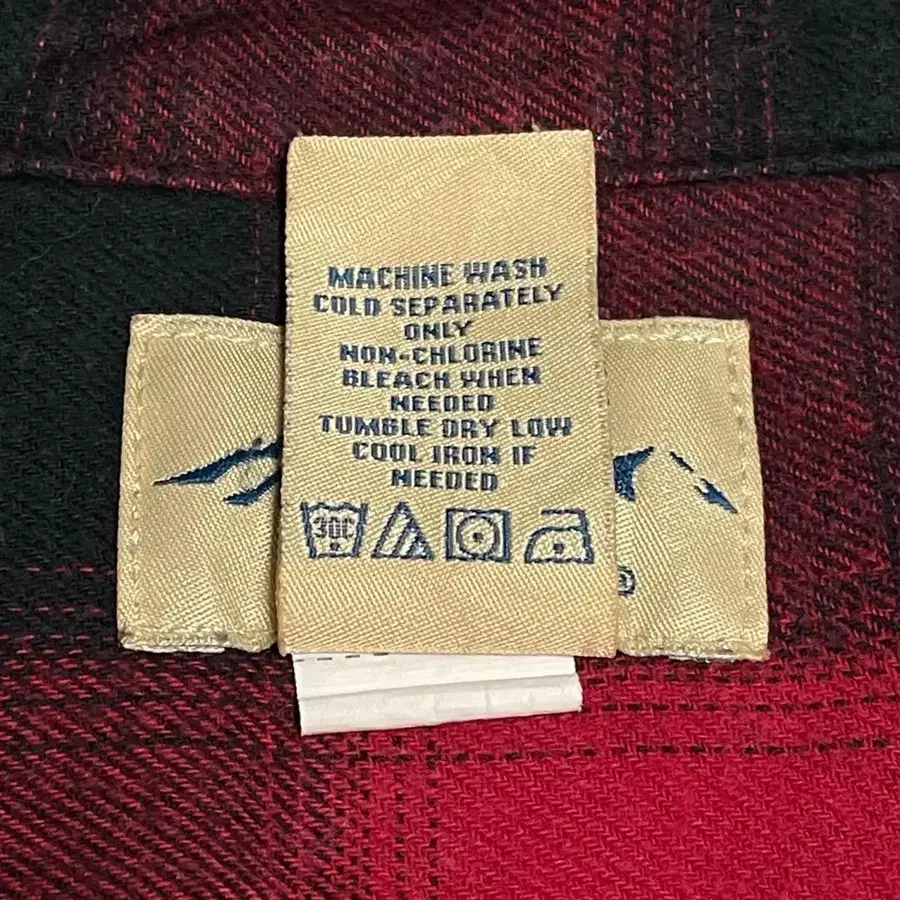 MACHINE WASH
COLD SEPARATELY
ONLY
NON-CHLORINE
BLEACH WHEN
NEEDED
TUMBLE DRY LOW
COOL IRON IF
NEEDED
30C
®